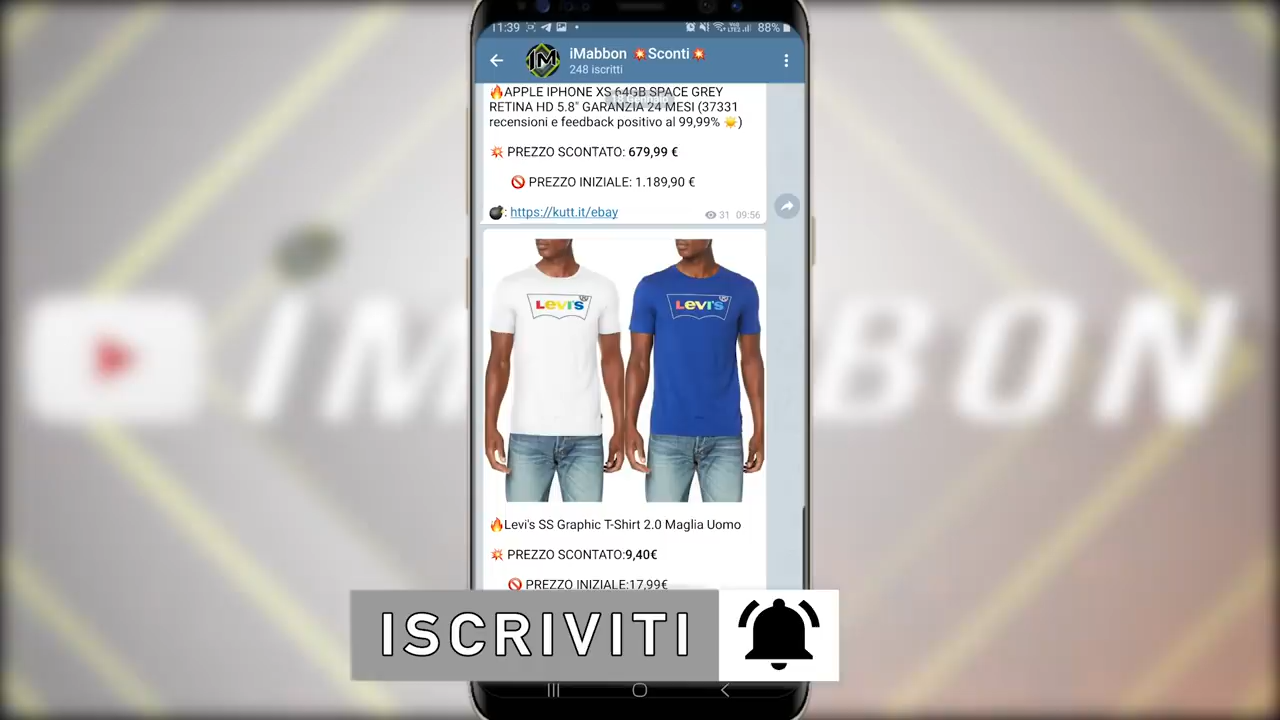 11:39
88%
iMabbon 💥Sconti💥
248 iscritti
🔥APPLE IPHONE XS 64GB SPACE GREY
RETINA HD 5.8" GARANZIA 24 MESI (37331
recensioni e feedback positivo al 99,99% ☀️)
💥 PREZZO SCONTATO: 679,99 €
🚫 PREZZO INIZIALE: 1.189,90 €
💣: https://kutt.it/ebay
31 09:56
Levi's
Levi's
🔥Levi's SS Graphic T-Shirt 2.0 Maglia Uomo
💥 PREZZO SCONTATO:9,40€
🚫 PREZZO INIZIALE:17,99€
ISCRIVITI